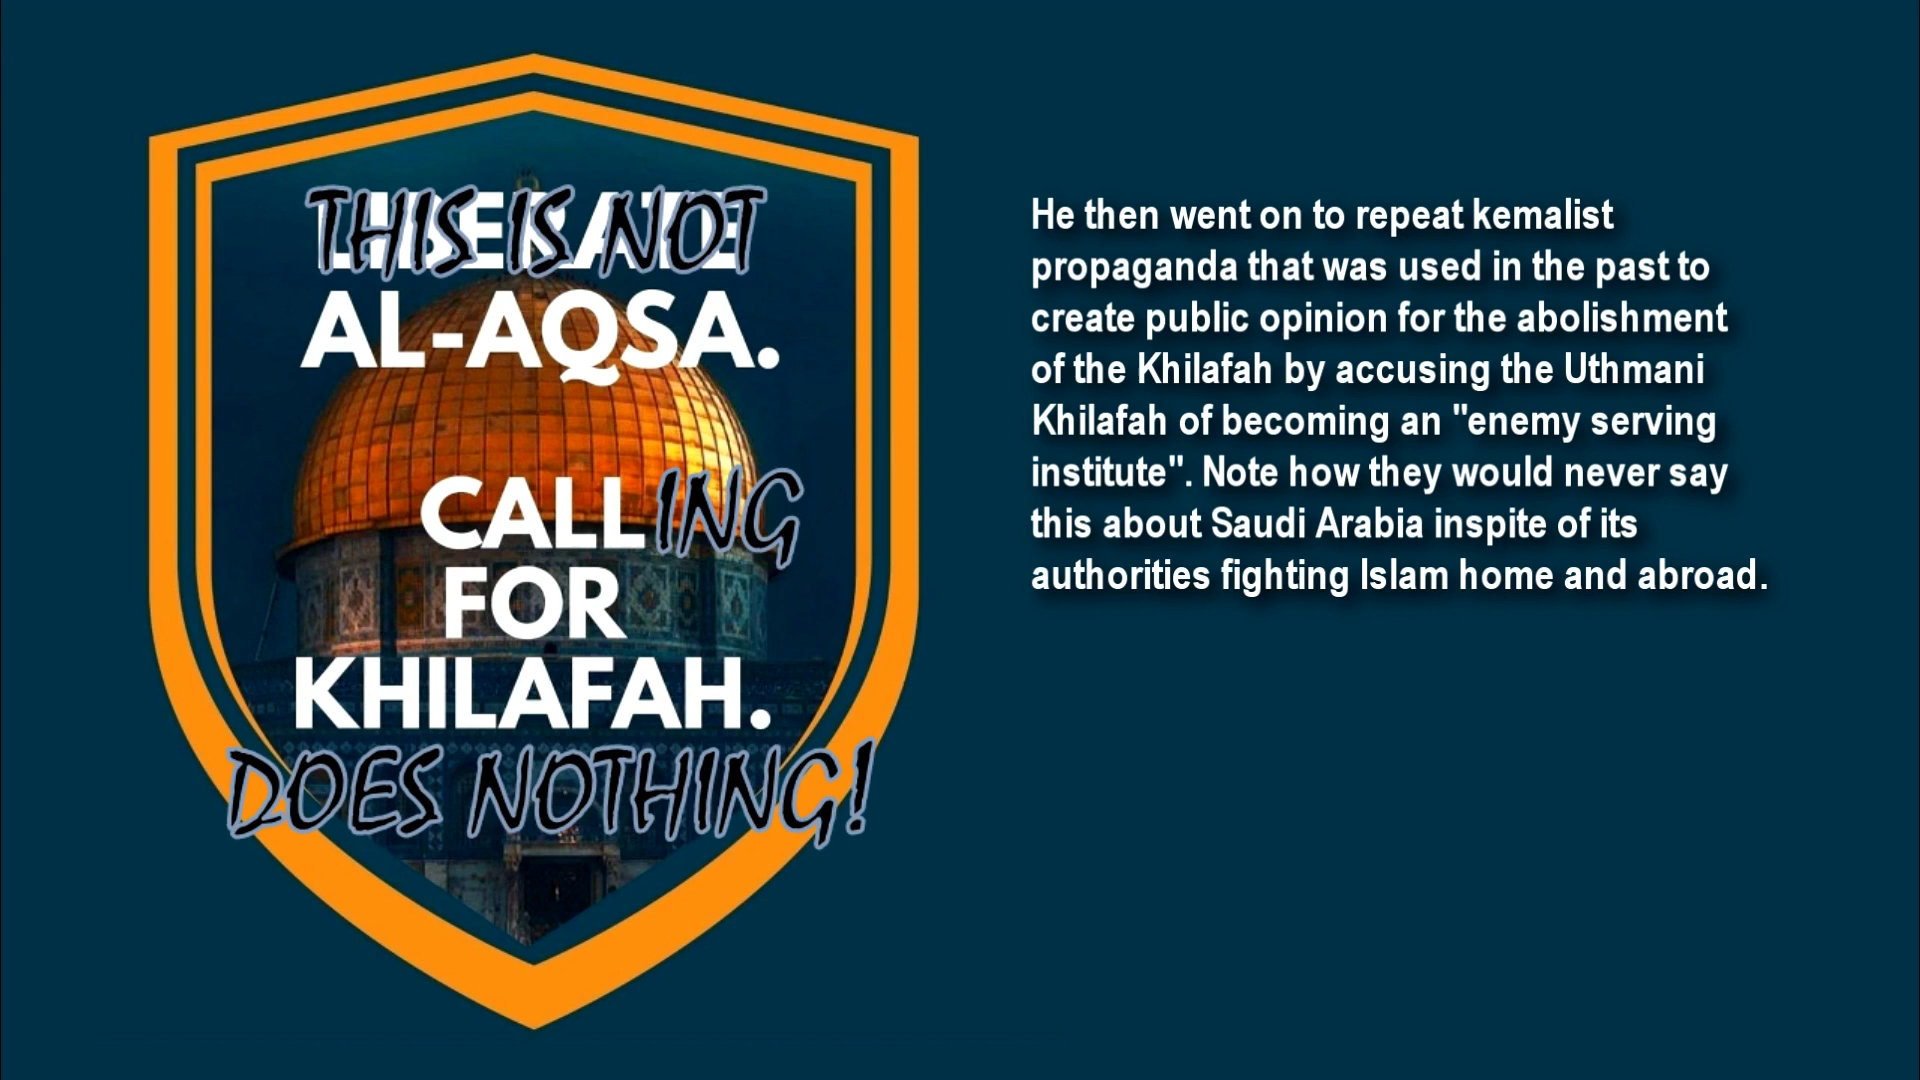 THIS IS NOT
LIBERATE
AL-AQSA.
CALLING
FOR
KHILAFAH.
DOES NOTHING!
He then went on to repeat kemalist
propaganda that was used in the past to
create public opinion for the abolishment
of the Khilafah by accusing the Uthmani
Khilafah of becoming an "enemy serving
institute". Note how they would never say
this about Saudi Arabia inspite of its
authorities fighting Islam home and abroad.